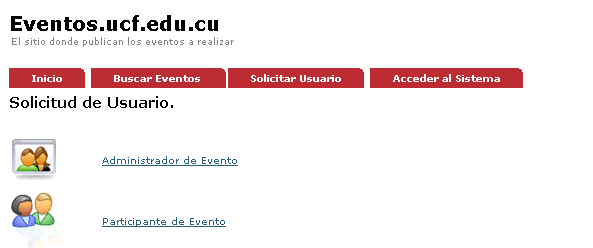 Eventos.ucf.edu.cu
El sitio donde publican los eventos a realizar
Inicio Buscar Eventos Solicitar Usuario Acceder al Sistema
Solicitud de Usuario.
Administrador de Evento
Participante de Evento